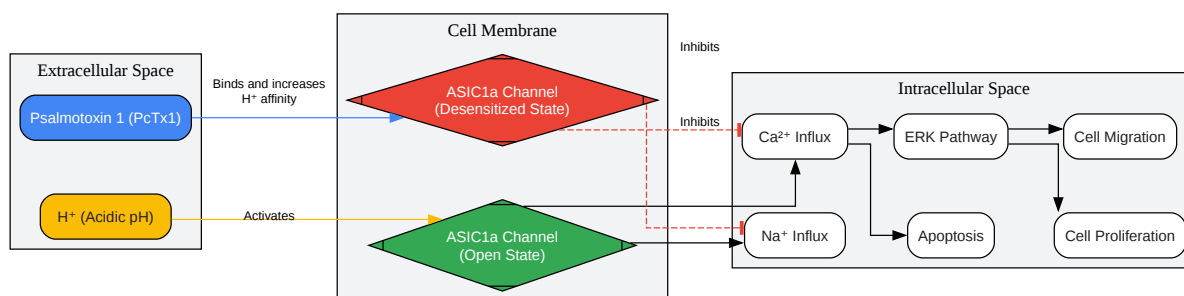 Extracellular Space
Psalmotoxin 1 (PcTx1)
H⁺ (Acidic pH)
Binds and increases
H⁺ affinity
Activates
Cell Membrane
ASIC1a Channel
(Desensitized State)
ASIC1a Channel
(Open State)
Inhibits
Inhibits
Intracellular Space
Ca²⁺ Influx
ERK Pathway
Cell Migration
Na⁺ Influx
Apoptosis
Cell Proliferation